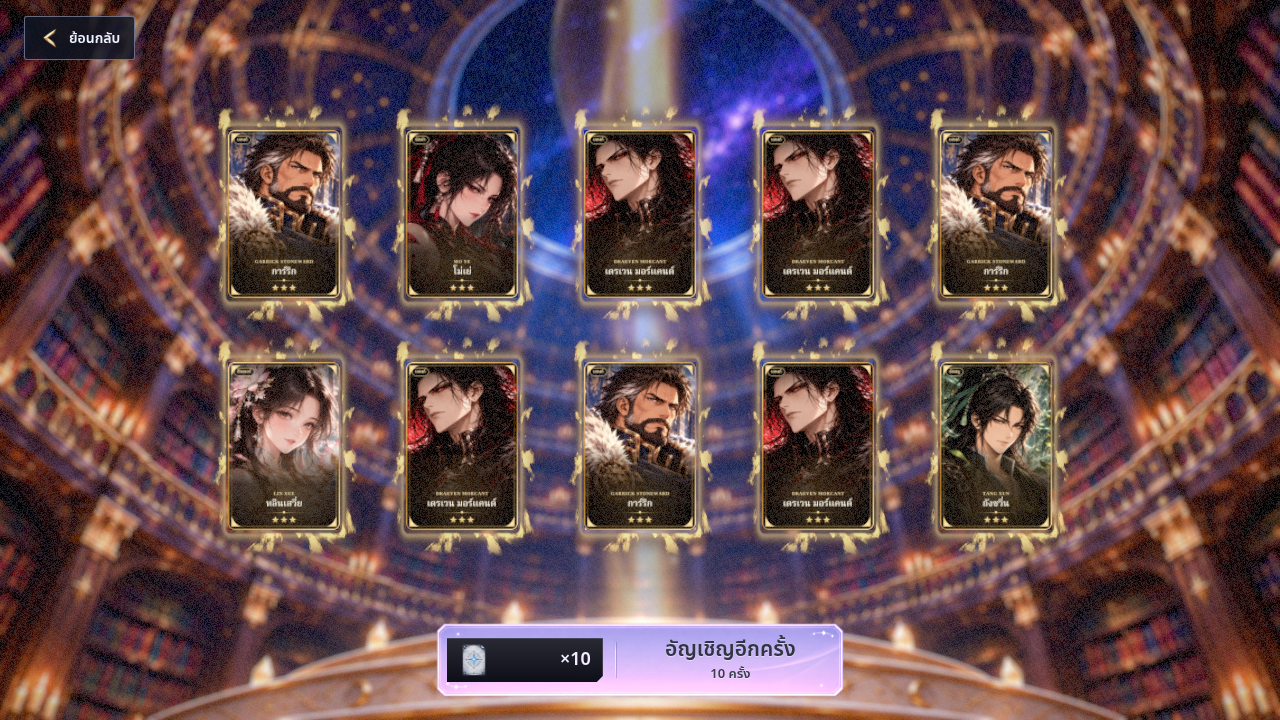 ย้อนกลับ
GARRICK STONEWARD
การ์ริก
MO YE
โม่เย่
DRAEVEN MORCANT
เดรเวน มอร์แคนต์
DRAEVEN MORCANT
เดรเวน มอร์แคนต์
GARRICK STONEWARD
การ์ริก
LIN XUE
หลินเสวี่ย
DRAEVEN MORCANT
เดรเวน มอร์แคนต์
GARRICK STONEWARD
การ์ริก
DRAEVEN MORCANT
เดรเวน มอร์แคนต์
TANG XUN
ถังซวิ่น
×10
อัญเชิญอีกครั้ง
10 ครั้ง